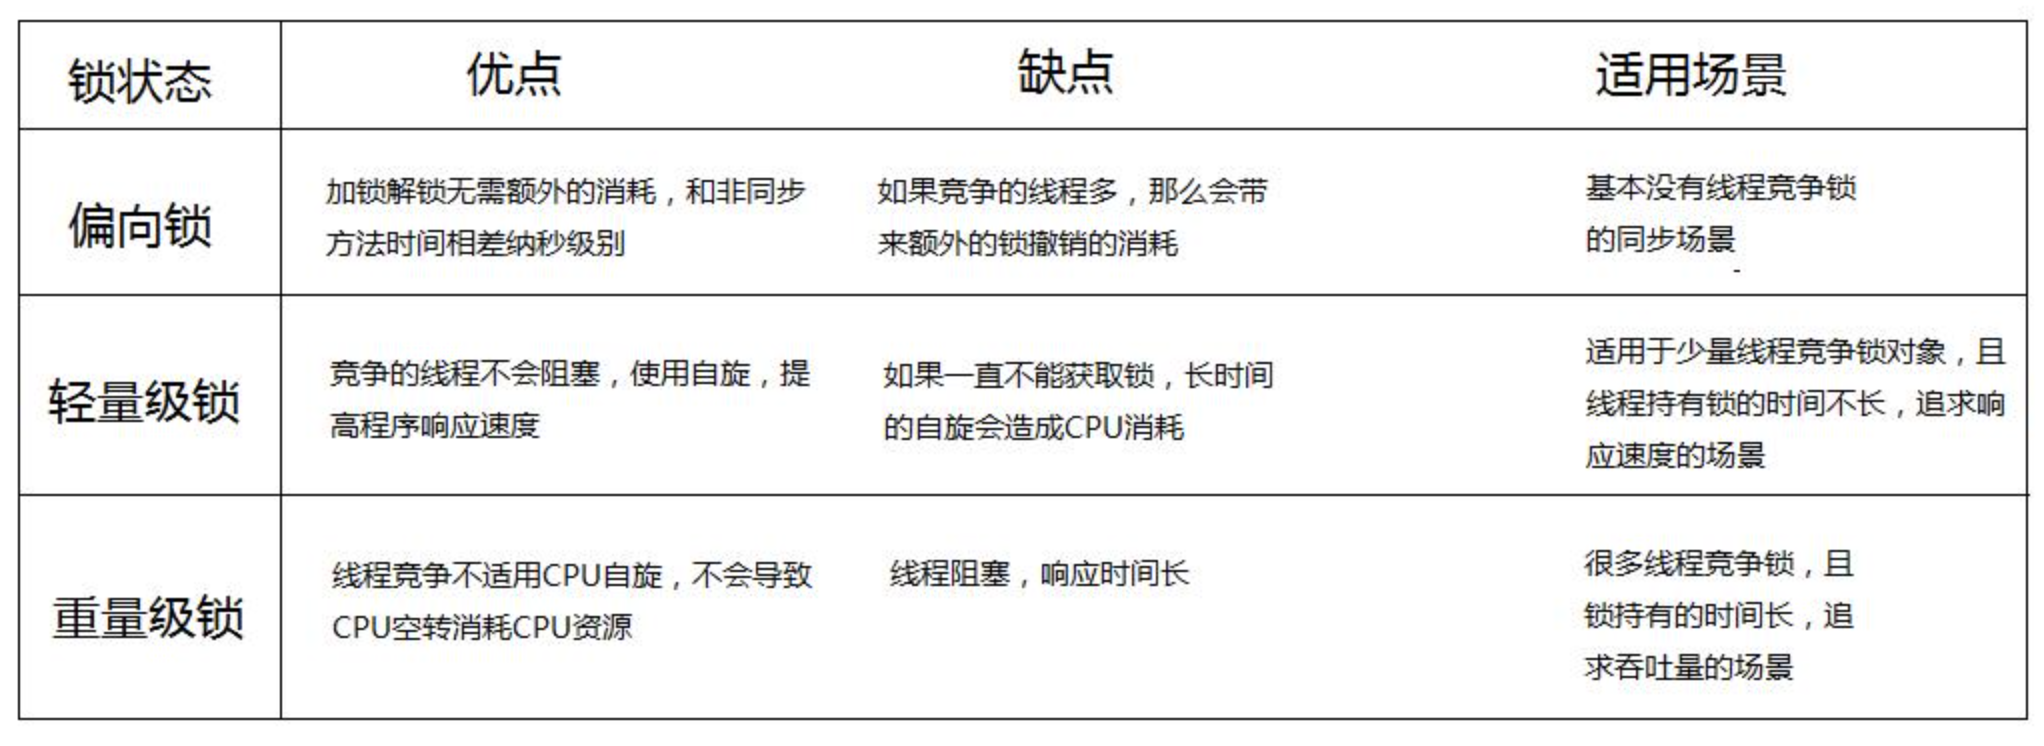 锁状态
优点
缺点
适用场景
偏向锁
加锁解锁无需额外的消耗，和非同步
方法时间相差纳秒级别
如果竞争的线程多，那么会带
来额外的锁撤销的消耗
基本没有线程竞争锁
的同步场景
轻量级锁
竞争的线程不会阻塞，使用自旋，提
高程序响应速度
如果一直不能获取锁，长时间
的自旋会造成CPU消耗
适用于少量线程竞争锁对象，且
线程持有锁的时间不长，追求响
应速度的场景
重量级锁
线程竞争不适用CPU自旋，不会导致
CPU空转消耗CPU资源
线程阻塞，响应时间长
很多线程竞争锁，且
锁持有的时间长，追
求吞吐量的场景